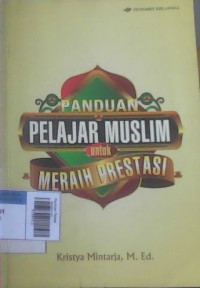 PANDUAN
PELAJAR MUSLIM
untuk
MERAIH PRESTASI
Kristya Mintarja, M. Ed.